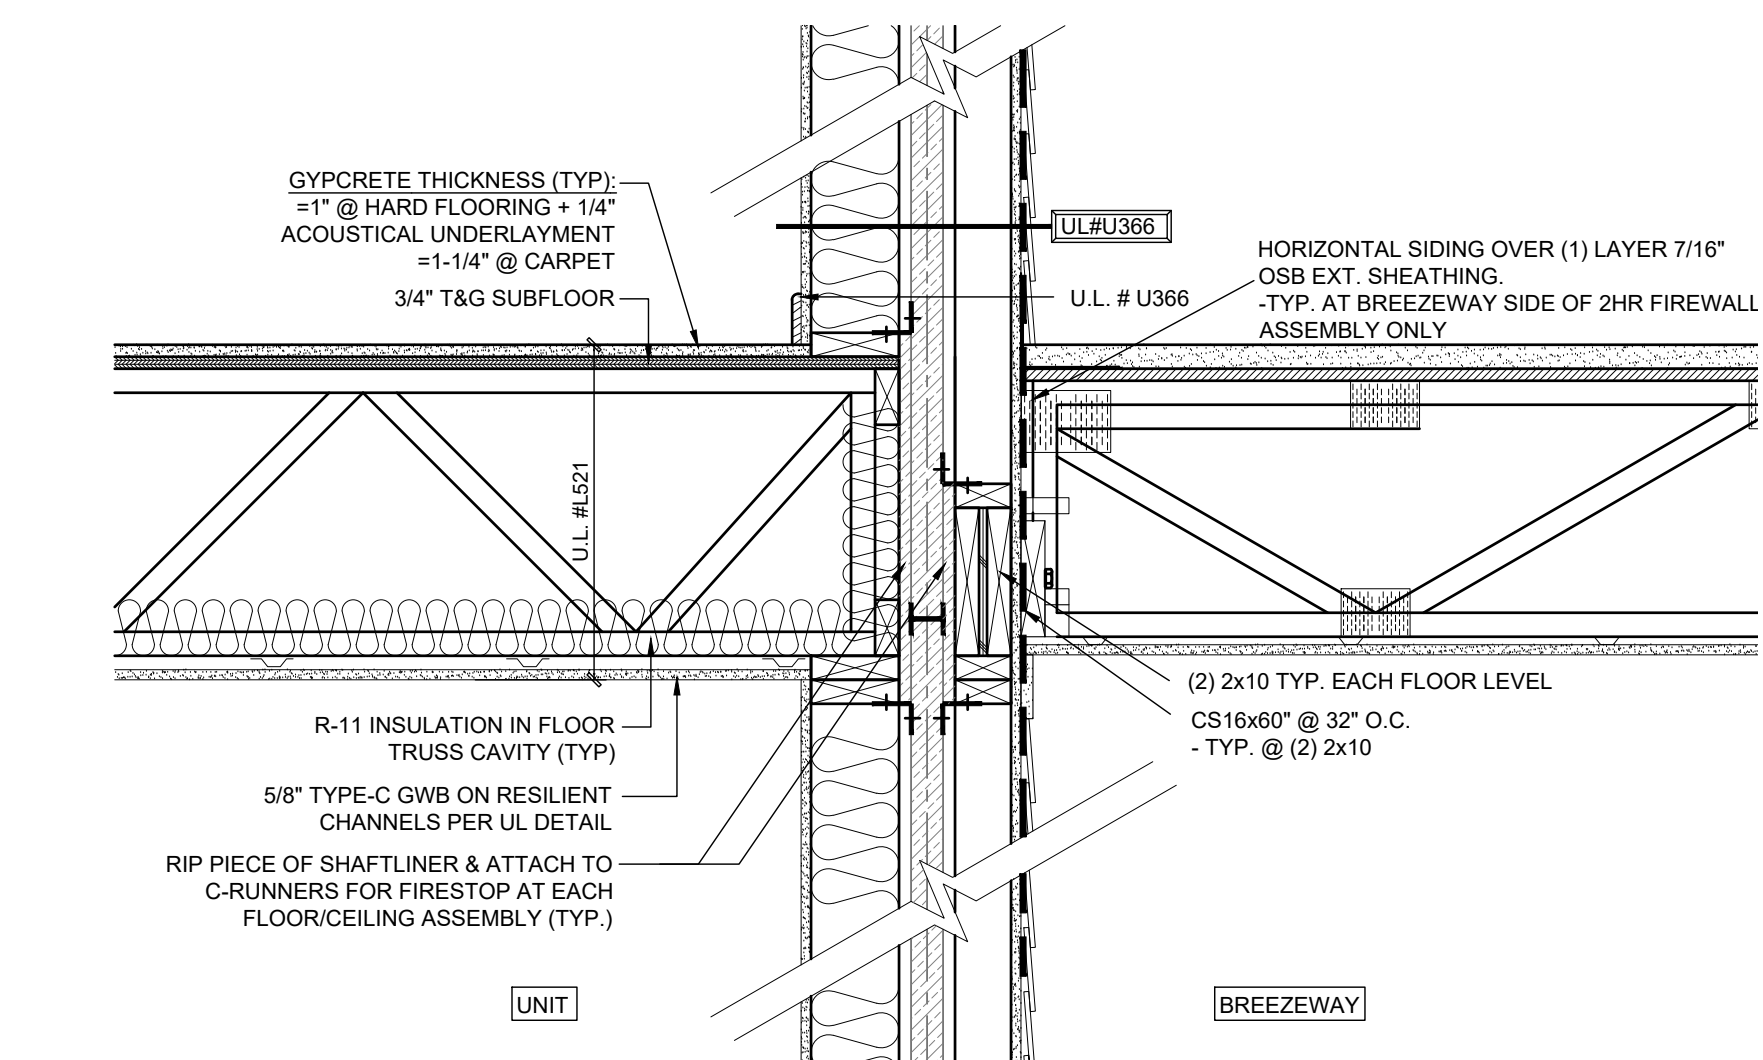 GYPCRETE THICKNESS (TYP):
=1" @ HARD FLOORING + 1/4"
ACOUSTICAL UNDERLAYMENT
=1-1/4" @ CARPET
3/4" T&G SUBFLOOR
UL#U366
U.L. # U366
HORIZONTAL SIDING OVER (1) LAYER 7/16"
OSB EXT. SHEATHING.
-TYP. AT BREEZEWAY SIDE OF 2HR FIREWALL
ASSEMBLY ONLY
U.L. #L521
R-11 INSULATION IN FLOOR
TRUSS CAVITY (TYP)
5/8" TYPE-C GWB ON RESILIENT
CHANNELS PER UL DETAIL
RIP PIECE OF SHAFTLINER & ATTACH TO
C-RUNNERS FOR FIRESTOP AT EACH
FLOOR/CEILING ASSEMBLY (TYP.)
(2) 2x10 TYP. EACH FLOOR LEVEL
CS16x60" @ 32" O.C.
- TYP. @ (2) 2x10
UNIT
BREEZEWAY